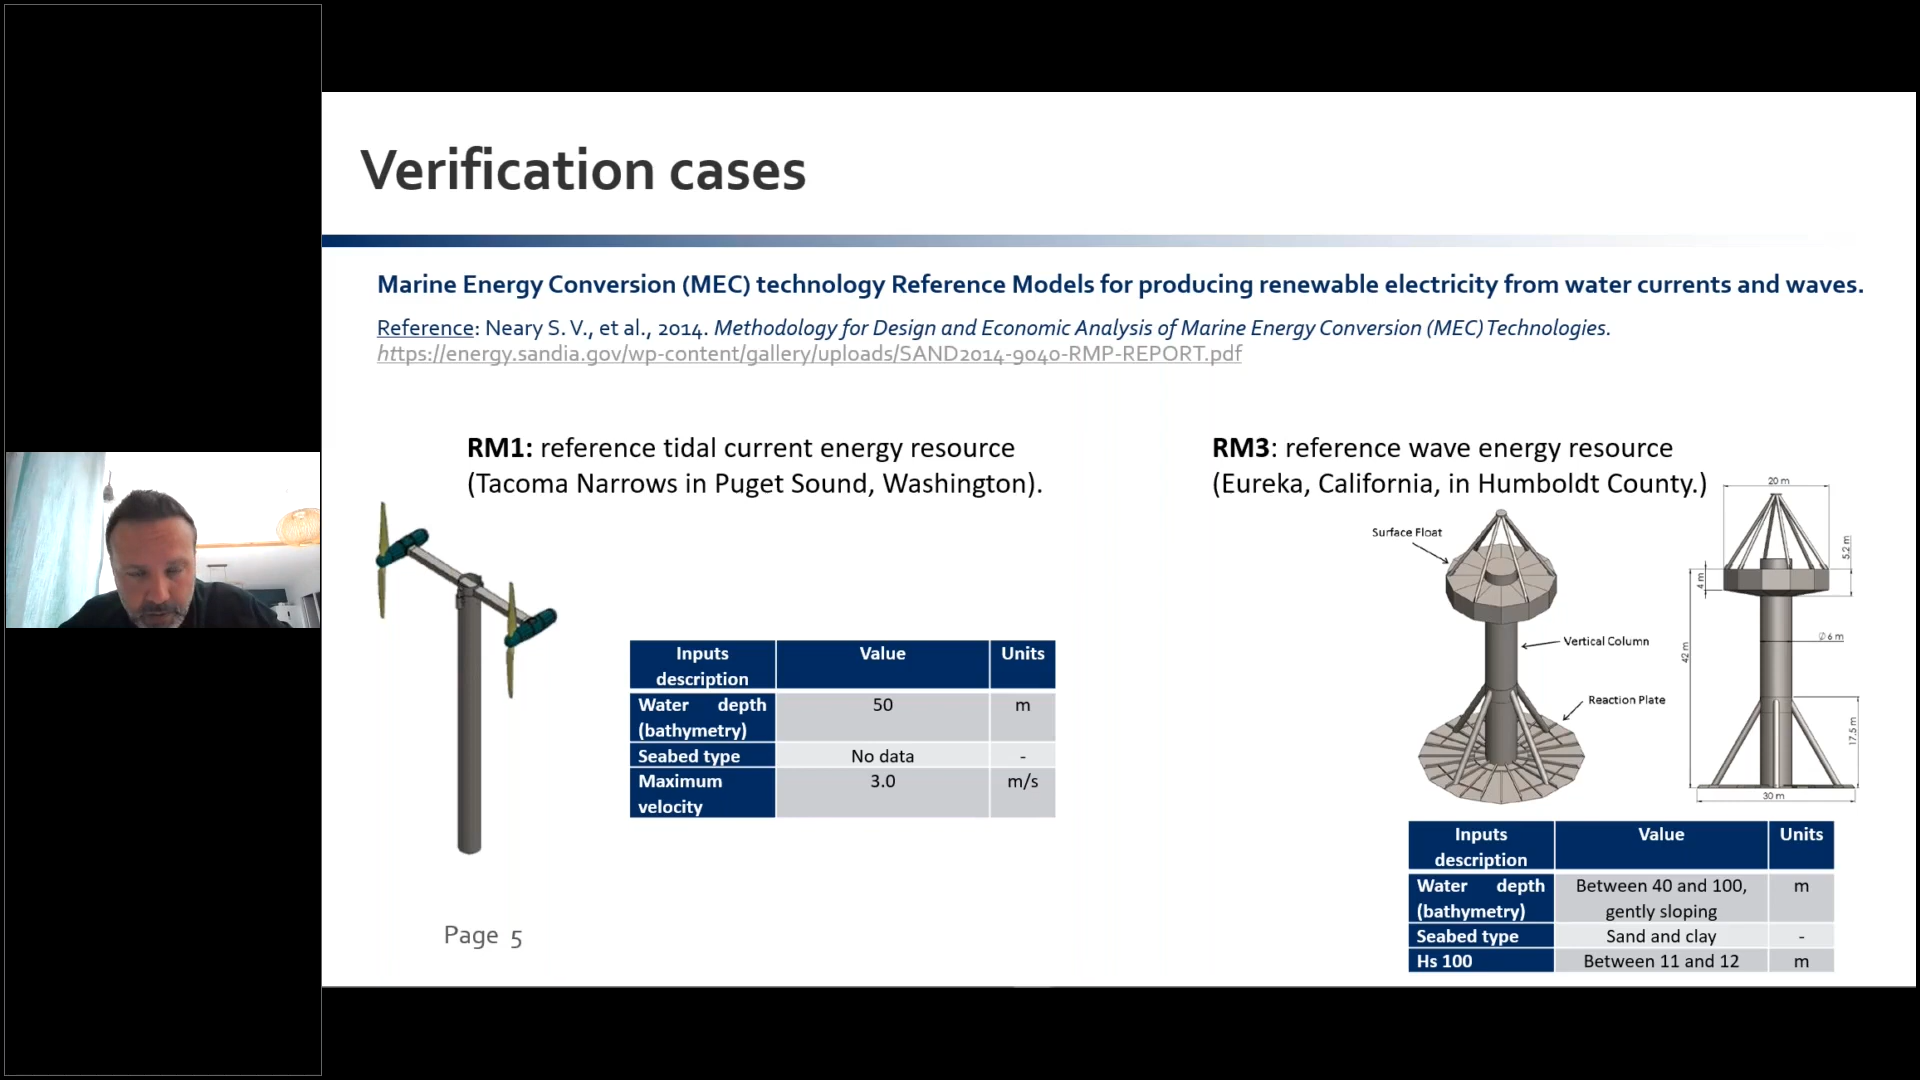 Verification cases
Marine Energy Conversion (MEC) technology Reference Models for producing renewable electricity from water currents and waves.
Reference: Neary S. V., et al., 2014. Methodology for Design and Economic Analysis of Marine Energy Conversion (MEC) Technologies.
https://energy.sandia.gov/wp-content/gallery/uploads/SAND2014-9040-RMP-REPORT.pdf
RM1: reference tidal current energy resource
(Tacoma Narrows in Puget Sound, Washington).
Inputs description Value Units
Water depth (bathymetry) 50 m
Seabed type No data -
Maximum velocity 3.0 m/s
RM3: reference wave energy resource
(Eureka, California, in Humboldt County.)
Surface Float
Vertical Column
Reaction Plate
20 m
5.2 m
4 m
Ø 6 m
42 m
17.5 m
30 m
Inputs description Value Units
Water depth (bathymetry) Between 40 and 100, gently sloping m
Seabed type Sand and clay -
Hs 100 Between 11 and 12 m
Page 5